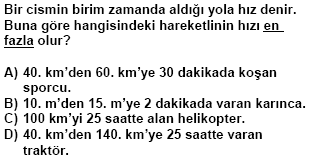 Bir cismin birim zamanda aldığı yola hız denir.
Buna göre hangisindeki hareketlinin hızı en
fazla olur?
A) 40. km'den 60. km'ye 30 dakikada koşan
sporcu.
B) 10. m'den 15. m'ye 2 dakikada varan karınca.
C) 100 km'yi 25 saatte alan helikopter.
D) 40. km'den 140. km'ye 25 saatte varan
traktör.